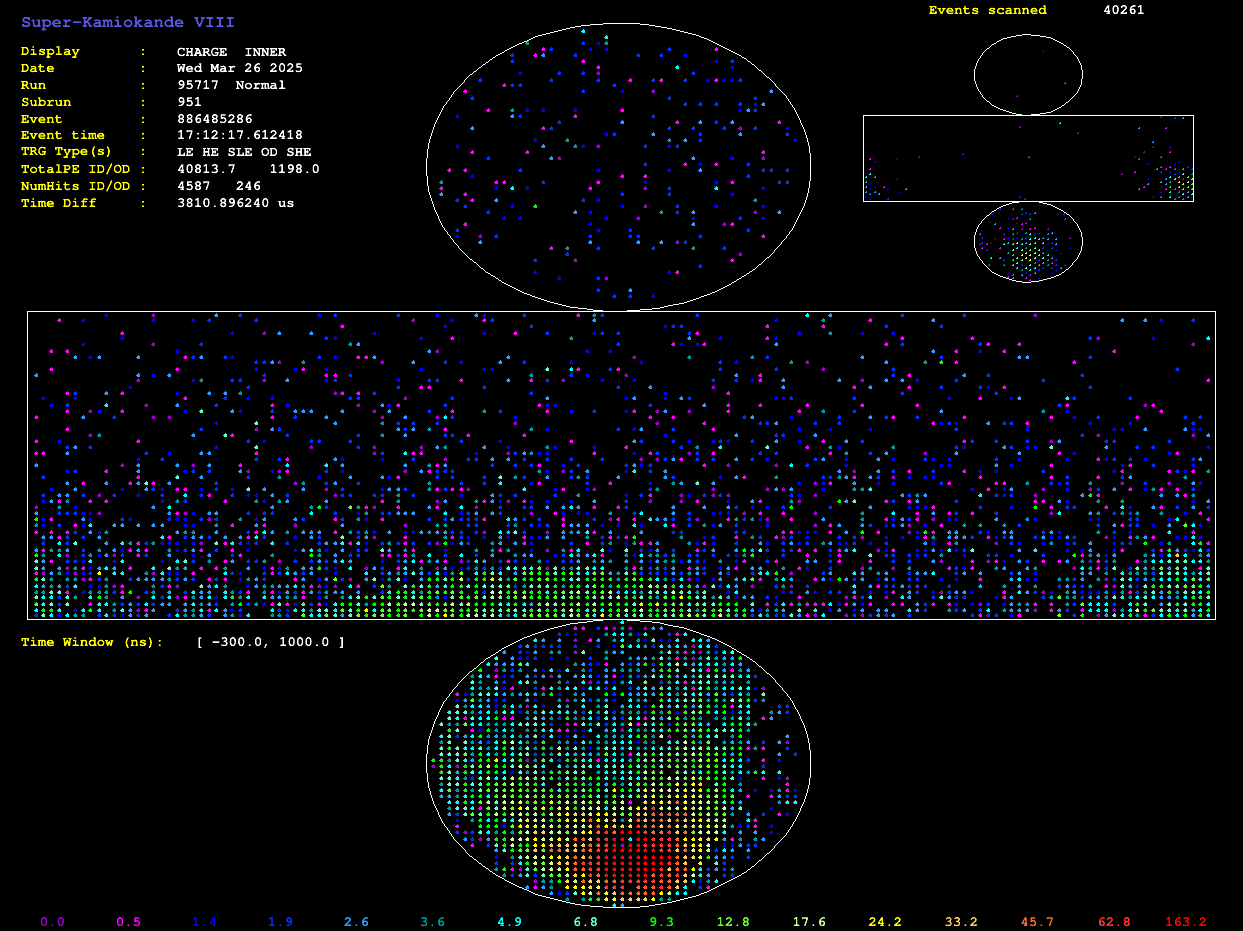 Super-Kamiokande VIII
Events scanned 40261
Display : CHARGE INNER
Date : Wed Mar 26 2025
Run : 95717 Normal
Subrun : 951
Event : 886485286
Event time : 17:12:17.612418
TRG Type(s) : LE HE SLE OD SHE
TotalPE ID/OD : 40813.7 1198.0
NumHits ID/OD : 4587 246
Time Diff : 3810.896240 us
Time Window (ns): [ -300.0, 1000.0 ]
0.0 0.5 1.4 1.9 2.6 3.6 4.9 6.8 9.3 12.8 17.6 24.2 33.2 45.7 62.8 163.2